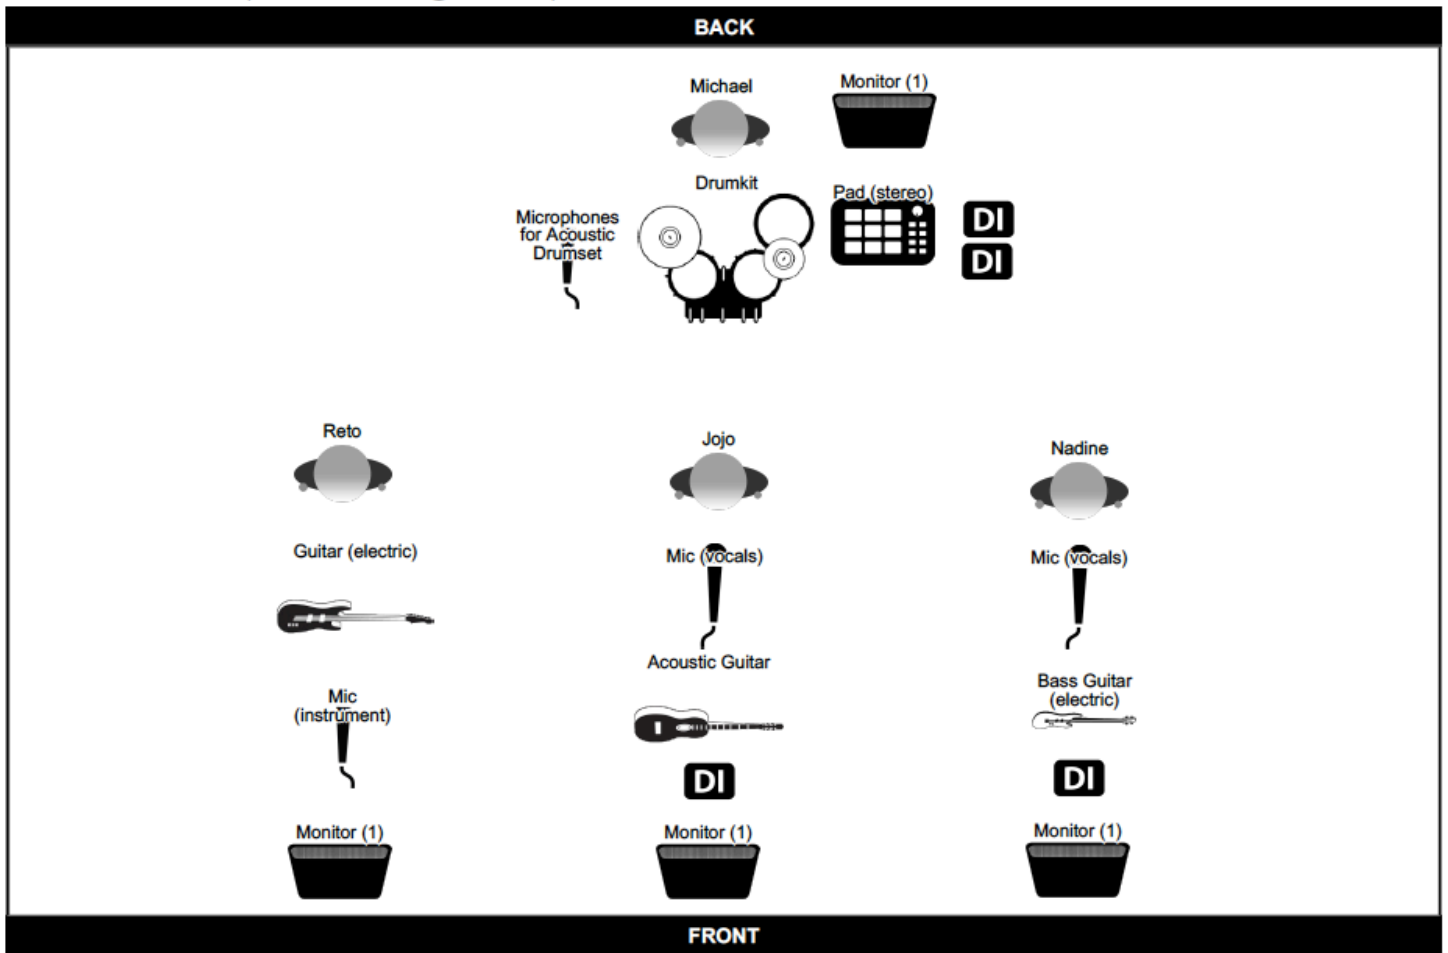 BACK
Michael
Monitor (1)
Drumkit
Pad (stereo)
Microphones
for Acoustic
Drumset
DI
DI
Reto
Jojo
Nadine
Guitar (electric)
Mic (vocals)
Mic (vocals)
Acoustic Guitar
Bass Guitar
(electric)
Mic
(instrument)
DI
DI
Monitor (1)
Monitor (1)
Monitor (1)
FRONT